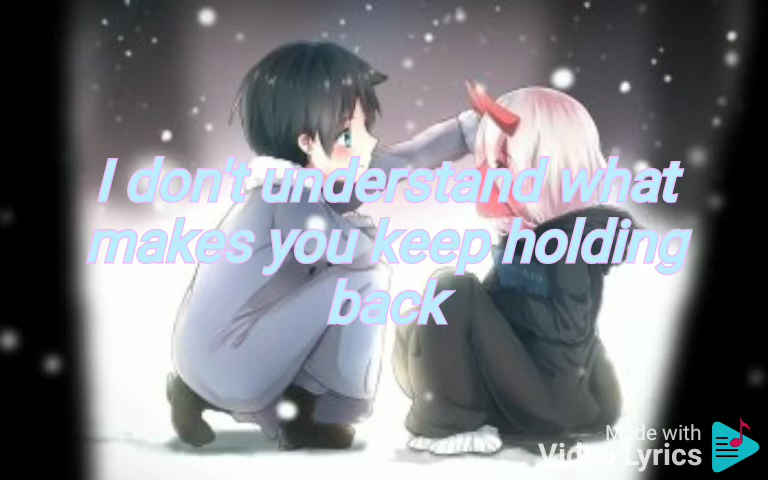 I don't understand what
makes you keep holding
back
Made with
Video Lyrics